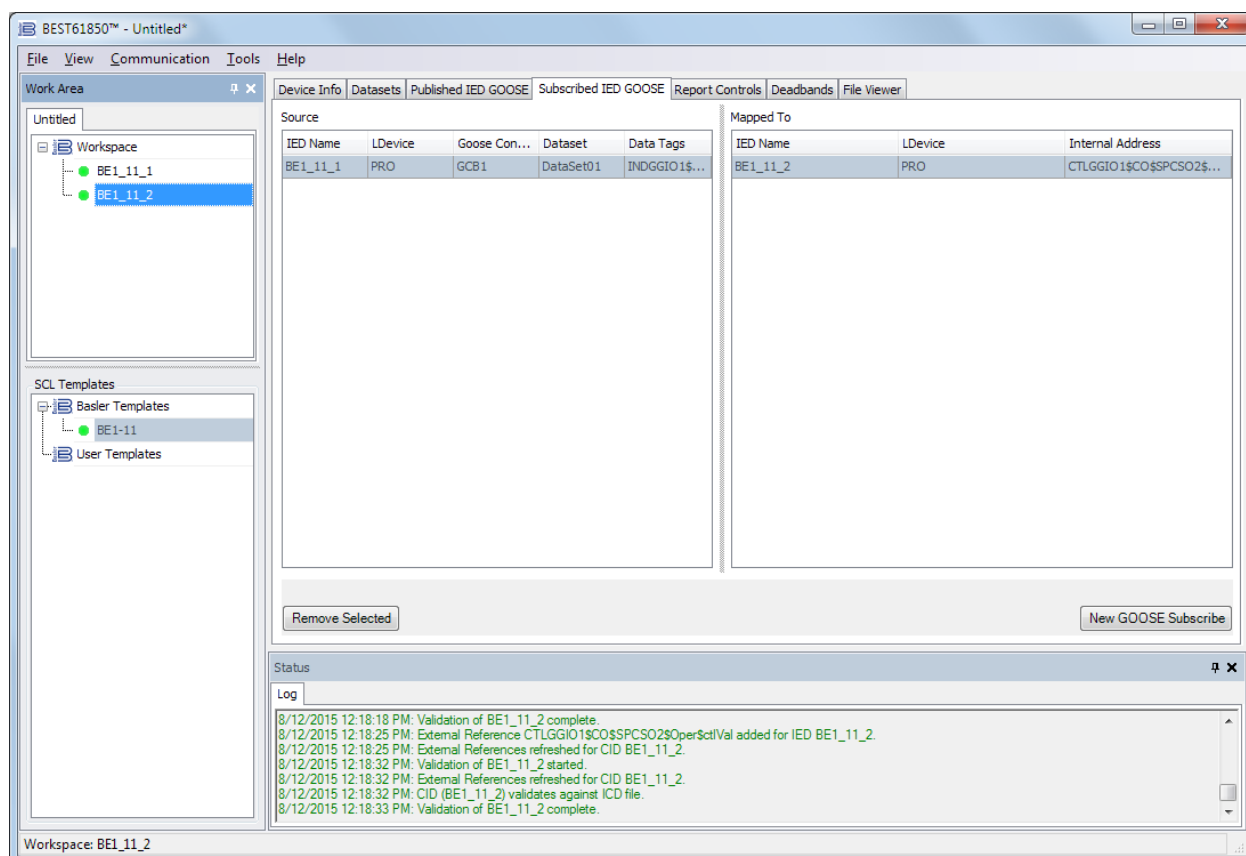 BEST61850™ - Untitled*
File View Communication Tools Help
Work Area
Untitled
Workspace
BE1_11_1
BE1_11_2
SCL Templates
Basler Templates
BE1-11
User Templates
Device Info Datasets Published IED GOOSE Subscribed IED GOOSE Report Controls Deadbands File Viewer
Source
IED Name LDevice Goose Con... Dataset Data Tags
BE1_11_1 PRO GCB1 DataSet01 INDGGIO1$...
Mapped To
IED Name LDevice Internal Address
BE1_11_2 PRO CTLGGIO1$CO$SPCSO2$...
Remove Selected New GOOSE Subscribe
Status
Log
8/12/2015 12:18:18 PM: Validation of BE1_11_2 complete.
8/12/2015 12:18:25 PM: External Reference CTLGGIO1$CO$SPCSO2$Oper$ctlVal added for IED BE1_11_2.
8/12/2015 12:18:25 PM: External References refreshed for CID BE1_11_2.
8/12/2015 12:18:32 PM: Validation of BE1_11_2 started.
8/12/2015 12:18:32 PM: External References refreshed for CID BE1_11_2.
8/12/2015 12:18:32 PM: CID (BE1_11_2) validates against ICD file.
8/12/2015 12:18:33 PM: Validation of BE1_11_2 complete.
Workspace: BE1_11_2